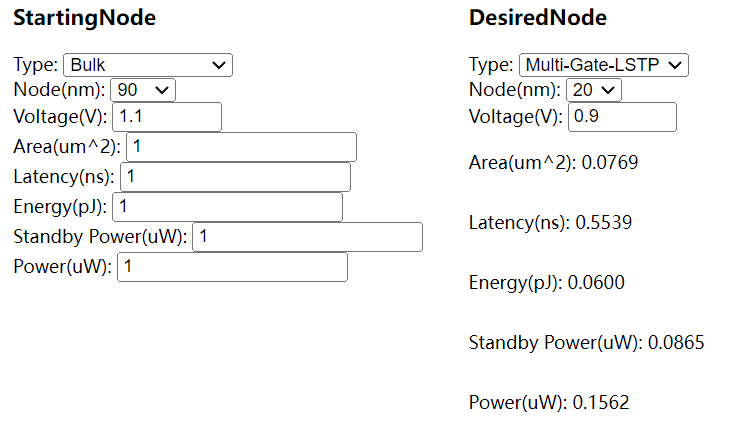 StartingNode
Type: Bulk
Node(nm): 90
Voltage(V): 1.1
Area(um^2): 1
Latency(ns): 1
Energy(pJ): 1
Standby Power(uW): 1
Power(uW): 1
DesiredNode
Type: Multi-Gate-LSTP
Node(nm): 20
Voltage(V): 0.9
Area(um^2): 0.0769
Latency(ns): 0.5539
Energy(pJ): 0.0600
Standby Power(uW): 0.0865
Power(uW): 0.1562